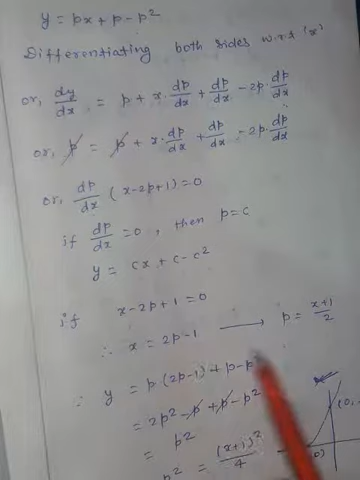 y = px + p - p²
Differentiating both sides w.r.t (x)
or, dy/dx = p + x·dp/dx + dp/dx - 2p·dp/dx
or, p = p + x·dp/dx + dp/dx - 2p·dp/dx
or, dp/dx (x-2p+1) = 0
if dp/dx = 0, then p = c
y = cx + c - c²
if x - 2p + 1 = 0
∴ x = 2p - 1 → p = (x+1)/2
∴ y = p(2p-1) + p - p²
= 2p² - p + p - p²
= p²
p² = (x+1)²/4